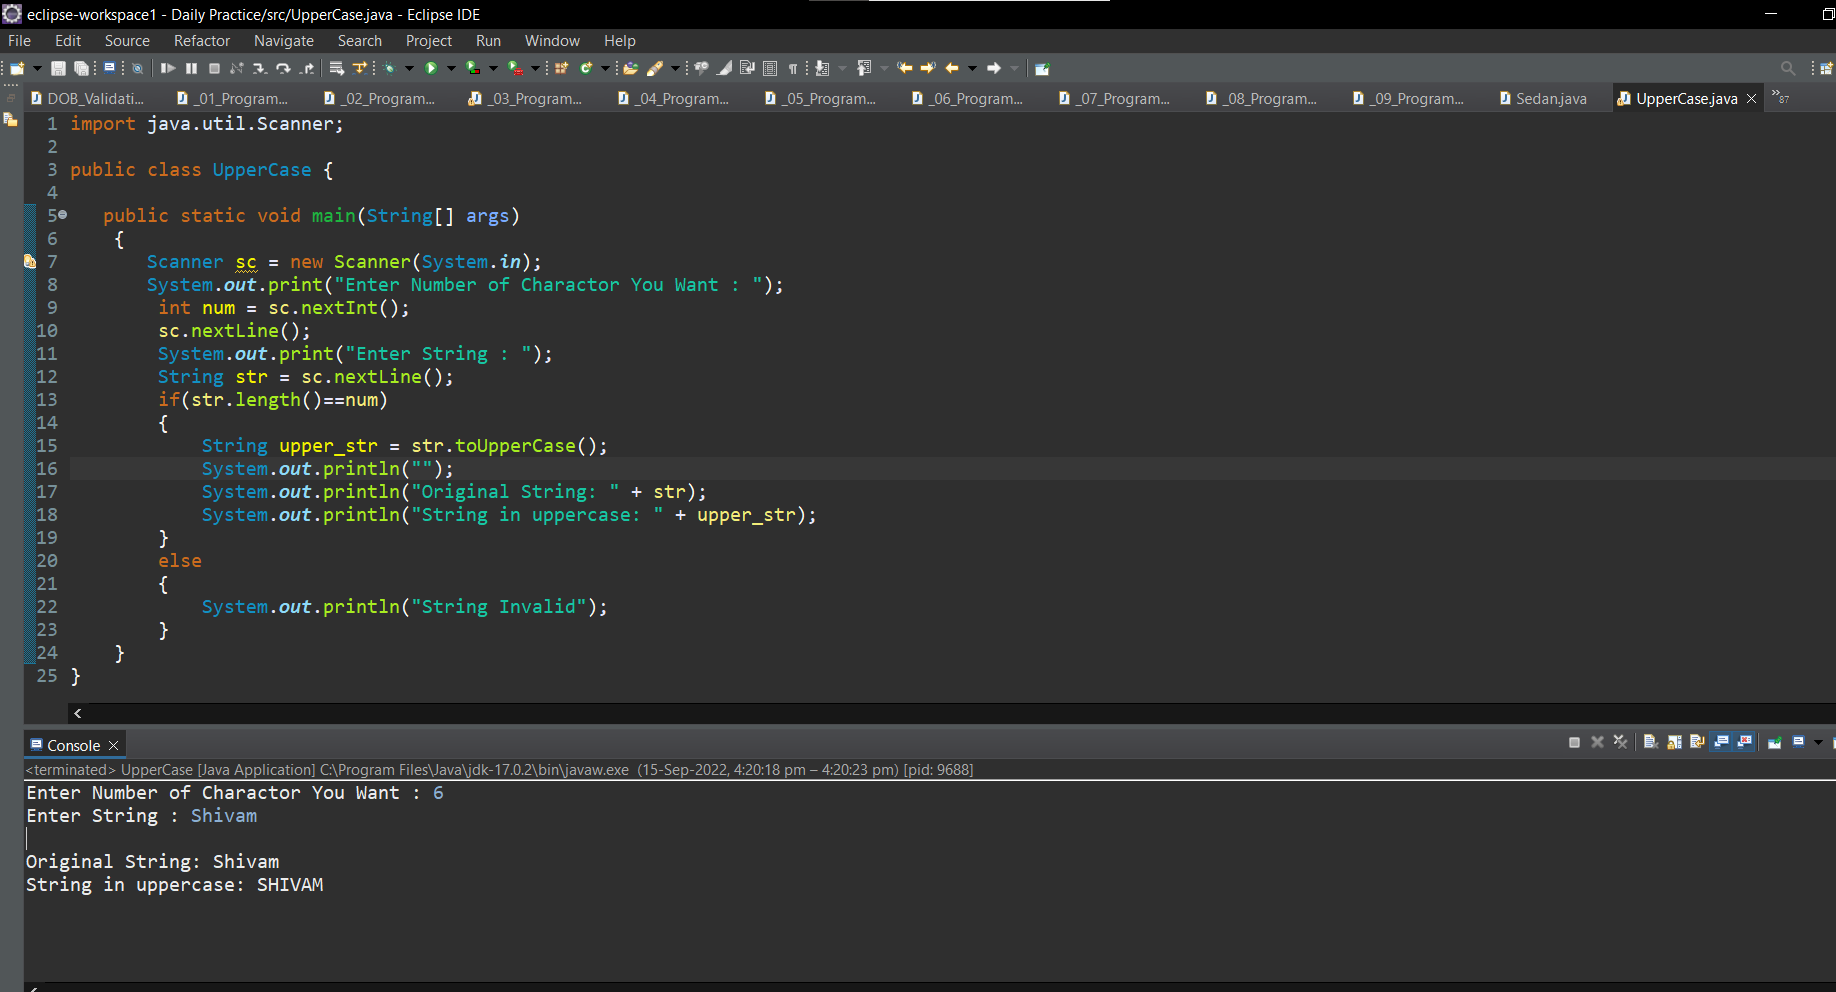 eclipse-workspace1 - Daily Practice/src/UpperCase.java - Eclipse IDE
File Edit Source Refactor Navigate Search Project Run Window Help
DOB_Validati... _01_Program... _02_Program... _03_Program... _04_Program... _05_Program... _06_Program... _07_Program... _08_Program... _09_Program... Sedan.java UpperCase.java »87
1 import java.util.Scanner;
2
3 public class UpperCase {
4
5 public static void main(String[] args)
6 {
7 Scanner sc = new Scanner(System.in);
8 System.out.print("Enter Number of Charactor You Want : ");
9 int num = sc.nextInt();
10 sc.nextLine();
11 System.out.print("Enter String : ");
12 String str = sc.nextLine();
13 if(str.length()==num)
14 {
15 String upper_str = str.toUpperCase();
16 System.out.println("");
17 System.out.println("Original String: " + str);
18 System.out.println("String in uppercase: " + upper_str);
19 }
20 else
21 {
22 System.out.println("String Invalid");
23 }
24 }
25 }
Console
<terminated> UpperCase [Java Application] C:\Program Files\Java\jdk-17.0.2\bin\javaw.exe (15-Sep-2022, 4:20:18 pm – 4:20:23 pm) [pid: 9688]
Enter Number of Charactor You Want : 6
Enter String : Shivam
Original String: Shivam
String in uppercase: SHIVAM